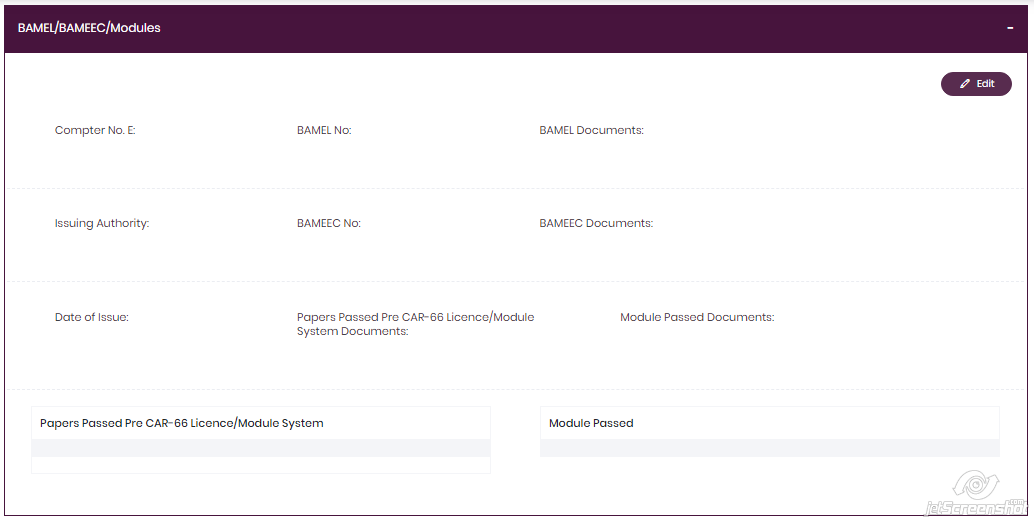 BAMEL/BAMEEC/Modules
Edit
Compter No. E:
BAMEL No:
BAMEL Documents:
Issuing Authority:
BAMEEC No:
BAMEEC Documents:
Date of Issue:
Papers Passed Pre CAR-66 Licence/Module
System Documents:
Module Passed Documents:
Papers Passed Pre CAR-66 Licence/Module System
Module Passed
jetScreenshot.com